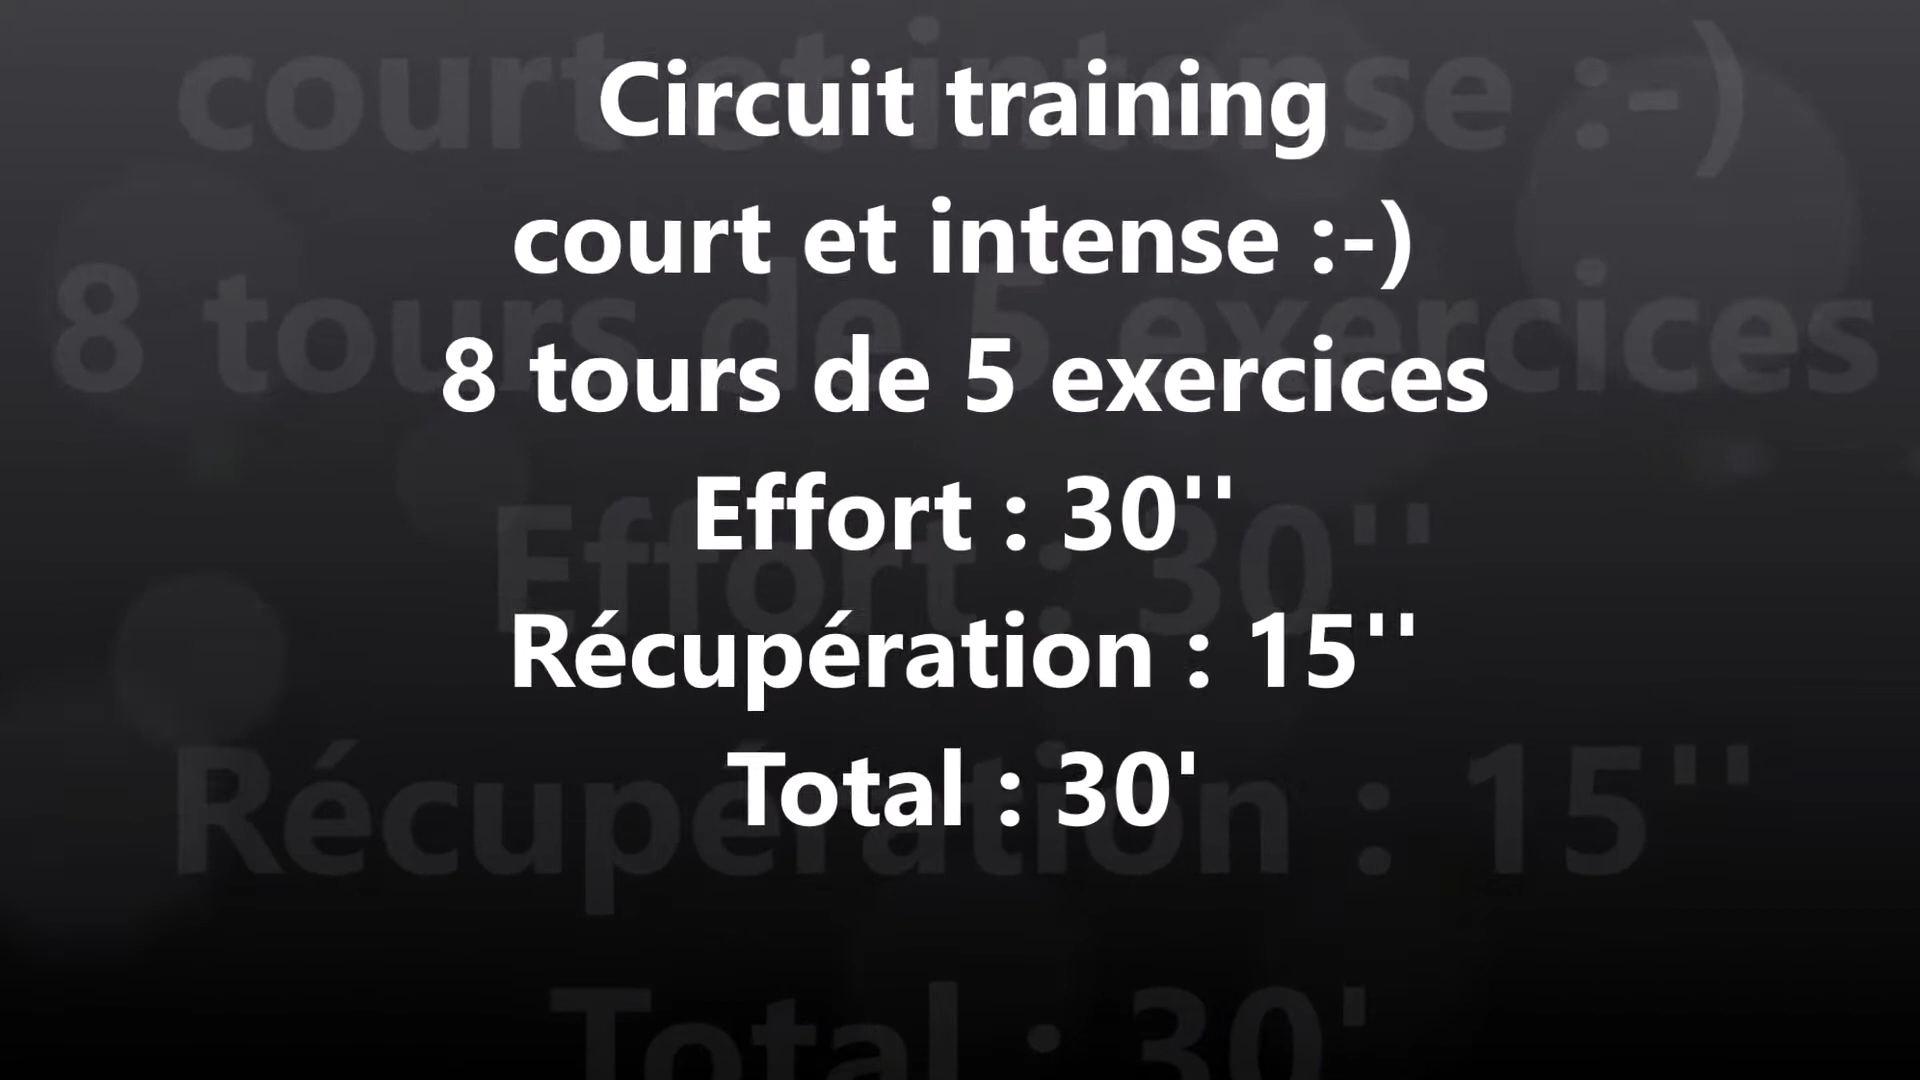 Circuit training
court et intense :-)
8 tours de 5 exercices
Effort : 30''
Récupération : 15''
Total : 30'